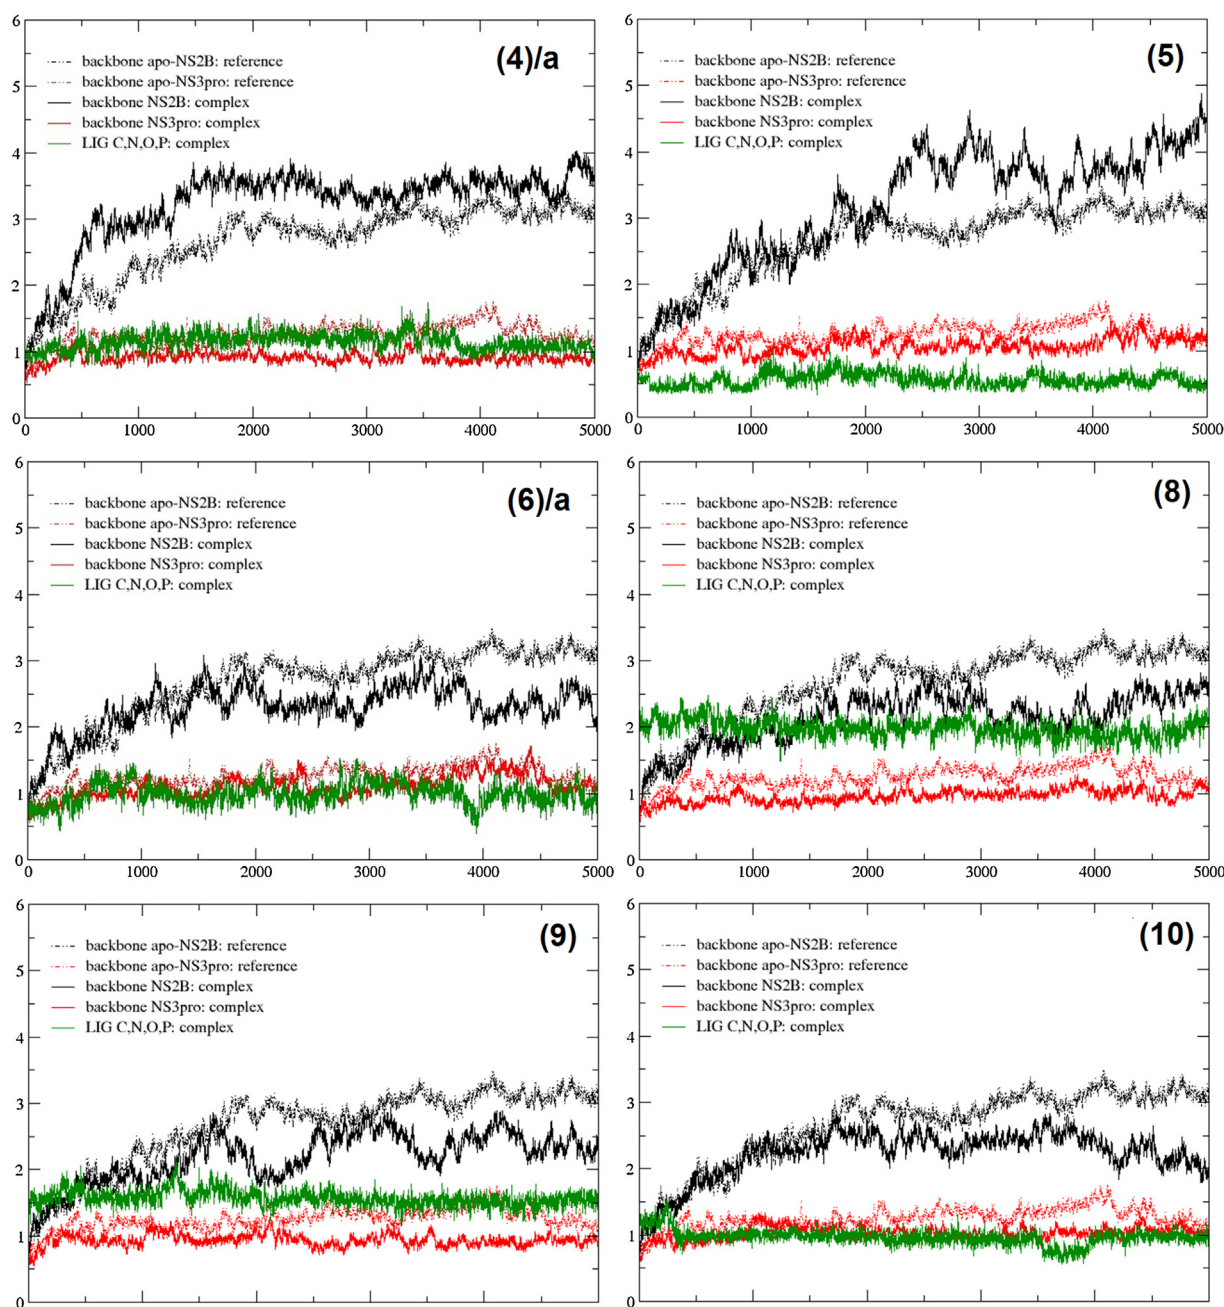 (4)/a
backbone apo-NS2B: reference
backbone apo-NS3pro: reference
backbone NS2B: complex
backbone NS3pro: complex
LIG C,N,O,P: complex
6
5
4
3
2
1
0
0 1000 2000 3000 4000 5000
(5)
backbone apo-NS2B: reference
backbone apo-NS3pro: reference
backbone NS2B: complex
backbone NS3pro: complex
LIG C,N,O,P: complex
6
5
4
3
2
1
0
0 1000 2000 3000 4000 5000
(6)/a
backbone apo-NS2B: reference
backbone apo-NS3pro: reference
backbone NS2B: complex
backbone NS3pro: complex
LIG C,N,O,P: complex
6
5
4
3
2
1
0
0 1000 2000 3000 4000 5000
(8)
backbone apo-NS2B: reference
backbone apo-NS3pro: reference
backbone NS2B: complex
backbone NS3pro: complex
LIG C,N,O,P: complex
6
5
4
3
2
1
0
0 1000 2000 3000 4000 5000
(9)
backbone apo-NS2B: reference
backbone apo-NS3pro: reference
backbone NS2B: complex
backbone NS3pro: complex
LIG C,N,O,P: complex
6
5
4
3
2
1
0
(10)
backbone apo-NS2B: reference
backbone apo-NS3pro: reference
backbone NS2B: complex
backbone NS3pro: complex
LIG C,N,O,P: complex
6
5
4
3
2
1
0